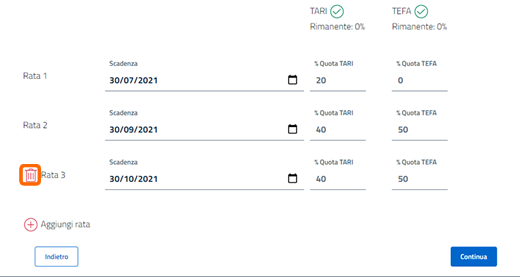 TARI TEFA
Rimanente: 0% Rimanente: 0%
Scadenza % Quota TARI % Quota TEFA
Rata 1 30/07/2021 20 0
Scadenza % Quota TARI % Quota TEFA
Rata 2 30/09/2021 40 50
Scadenza % Quota TARI % Quota TEFA
Rata 3 30/10/2021 40 50
Aggiungi rata
Indietro Continua